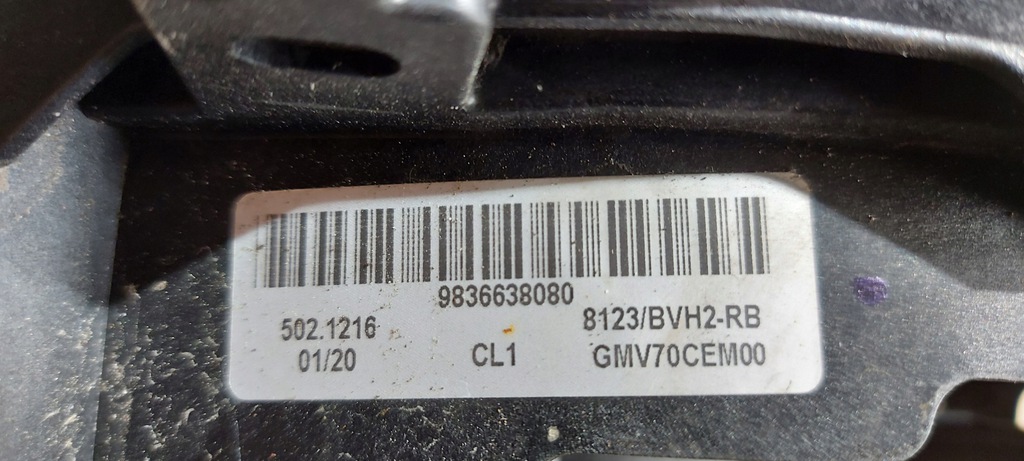 9836638080
502.1216
8123/BVH2-RB
01/20
CL1
GMV70CEM00